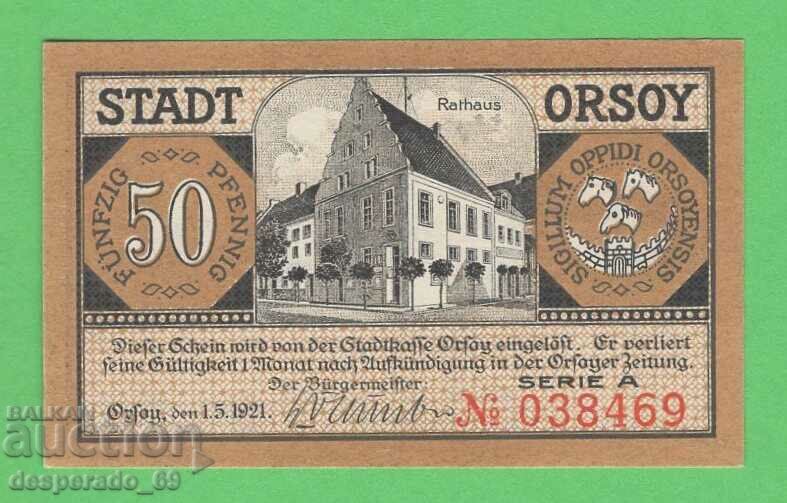 STADT ORSOY
Rathaus
FÜNFZIG PFENNIG
50
SIGILLUM OPPIDI ORSOYENSIS
Dieser Schein wird von der Stadtkasse Orsoy eingelöst. Er verliert
seine Gültigkeit 1 Monat nach Aufkündigung in der Orsoyer Zeitung.
Der Bürgermeister:
SERIE A
Orsoy, den 1.5.1921.
№ 038469
BALKAN
auction
desperado_69